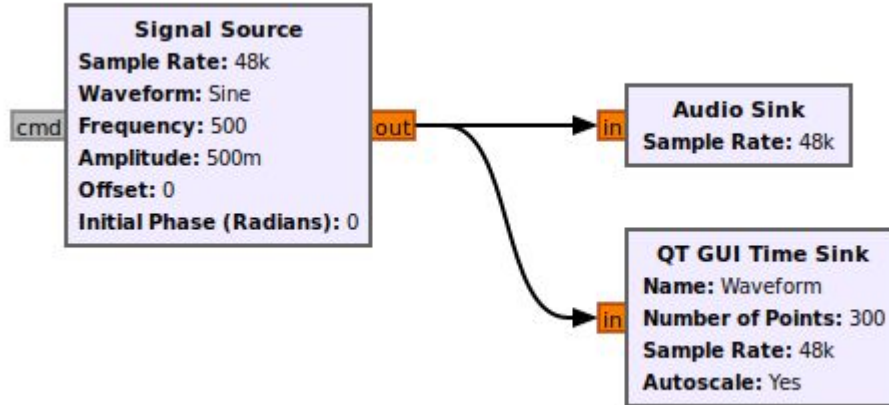 Signal Source
Sample Rate: 48k
Waveform: Sine
cmd
Frequency: 500
out
Amplitude: 500m
Offset: 0
Initial Phase (Radians): 0
in
Audio Sink
Sample Rate: 48k
QT GUI Time Sink
Name: Waveform
in
Number of Points: 300
Sample Rate: 48k
Autoscale: Yes